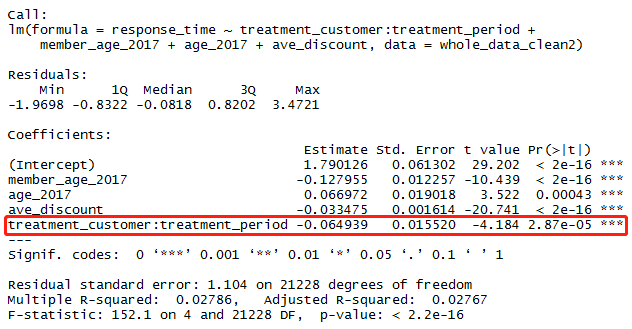 Call:
lm(formula = response_time ~ treatment_customer:treatment_period +
    member_age_2017 + age_2017 + ave_discount, data = whole_data_clean2)
Residuals:
    Min      1Q  Median      3Q     Max
-1.9698 -0.8322 -0.0818  0.8202  3.4721
Coefficients:
                                     Estimate Std. Error t value Pr(>|t|)
(Intercept)                          1.790126   0.061302  29.202  < 2e-16 ***
member_age_2017                     -0.127955   0.012257 -10.439  < 2e-16 ***
age_2017                             0.066972   0.019018   3.522  0.00043 ***
ave_discount                        -0.033475   0.001614 -20.741  < 2e-16 ***
treatment_customer:treatment_period -0.064939   0.015520  -4.184 2.87e-05 ***
---
Signif. codes:  0 ‘***’ 0.001 ‘**’ 0.01 ‘*’ 0.05 ‘.’ 0.1 ‘ ’ 1
Residual standard error: 1.104 on 21228 degrees of freedom
Multiple R-squared:  0.02786,	Adjusted R-squared:  0.02767
F-statistic: 152.1 on 4 and 21228 DF,  p-value: < 2.2e-16